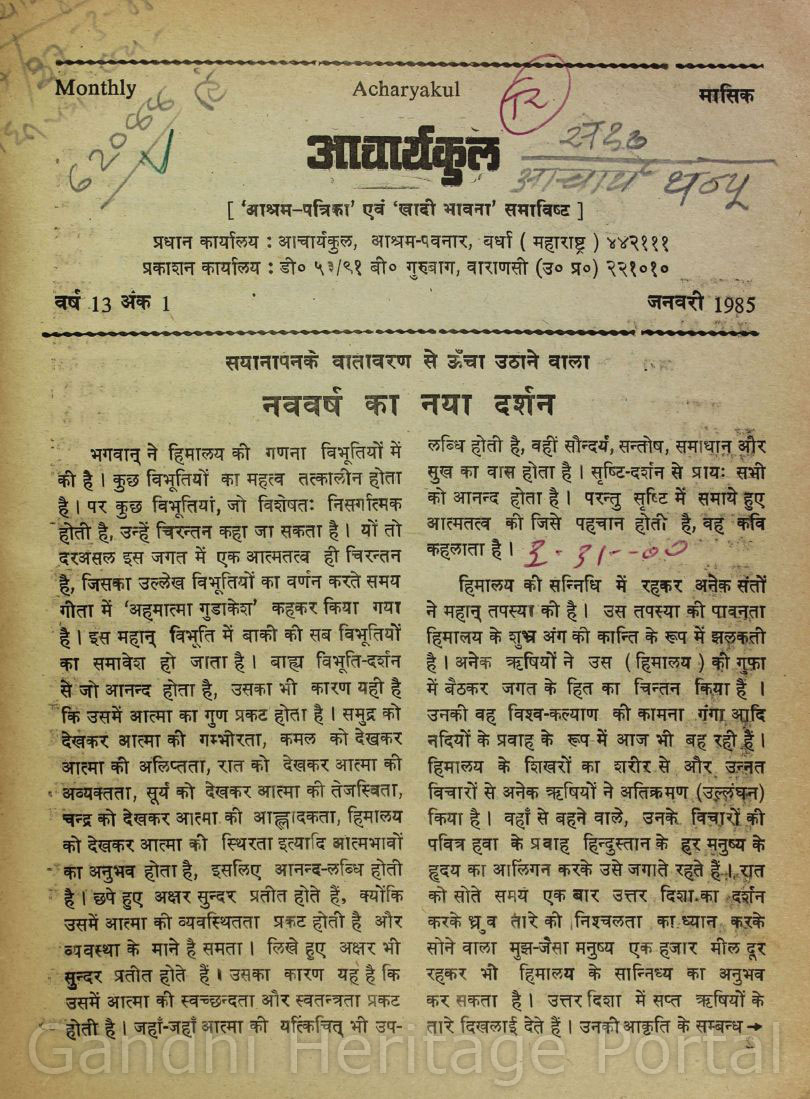 Monthly
Acharyakul
मासिक
६२०६६
आचार्यकुल
[ 'आश्रम-पत्रिका' एवं 'खादी भावना' समाविष्ट ]
प्रधान कार्यालय : आचार्यकुल, आश्रम-पवनार, वर्धा ( महाराष्ट्र ) ४४२१११
प्रकाशन कार्यालय : डी० ५३/९१ बी० गुरुबाग, वाराणसी (उ० प्र०) २२१०१०
वर्ष 13 अंक 1
जनवरी 1985
सयानापनके वातावरण से ऊँचा उठाने वाला
नववर्ष का नया दर्शन
भगवान् ने हिमालय की गणना विभूतियों में
की है । कुछ विभूतियों का महत्व तत्कालीन होता
है । पर कुछ विभूतियां, जो विशेषतः निसर्गात्मक
होती है, उन्हें चिरन्तन कहा जा सकता है । यों तो
दरअसल इस जगत में एक आत्मतत्व ही चिरन्तन
है, जिसका उल्लेख विभूतियों का वर्णन करते समय
गीता में 'अहमात्मा गुडाकेश' कहकर किया गया
है । इस महान् विभूति में बाकी की सब विभूतियों
का समावेश हो जाता है । बाह्य विभूति-दर्शन
से जो आनन्द होता है, उसका भी कारण यही है
कि उसमें आत्मा का गुण प्रकट होता है । समुद्र को
देखकर आत्मा की गम्भीरता, कमल को देखकर
आत्मा की अलिप्तता, रात को देखकर आत्मा की
अव्यक्तता, सूर्य को देखकर आत्मा की तेजस्विता,
चन्द्र को देखकर आत्मा की आह्लादकता, हिमालय
को देखकर आत्मा की स्थिरता इत्यादि आत्मभावों
का अनुभव होता है, इसलिए आनन्द-लब्धि होती
है । छपे हुए अक्षर सुन्दर प्रतीत होते हैं, क्योंकि
उसमें आत्मा की व्यवस्थितता प्रकट होती है और
व्यवस्था के माने है समता । लिखे हुए अक्षर भी
सुन्दर प्रतीत होते हैं । उसका कारण यह है कि
उसमें आत्मा की स्वच्छन्दता और स्वतन्त्रता प्रकट
होती है । जहाँ-जहाँ आत्मा की यत्किंचित् भी उप-
लब्धि होती है, वहीं सौन्दर्य, सन्तोष, समाधान और
सुख का वास होता है । सृष्टि-दर्शन से प्रायः सभी
को आनन्द होता है । परन्तु सृष्टि में समाये हुए
आत्मतत्व की जिसे पहचान होती है, वह कवि
कहलाता है ।
हिमालय की सन्निधि में रहकर अनेक संतों
ने महान् तपस्या की है । उस तपस्या की पावनता
हिमालय के शुभ्र अंग की कान्ति के रूप में झलकती
है । अनेक ऋषियों ने उस ( हिमालय ) की गुफा
में बैठकर जगत के हित का चिन्तन किया है ।
उनकी वह विश्व-कल्याण की कामना गंगा आदि
नदियों के प्रवाह के रूप में आज भी बह रही है ।
हिमालय के शिखरों का शरीर से और उन्नत
विचारों से अनेक ऋषियों ने अतिक्रमण (उल्लंघन)
किया है । वहाँ से बहने वाले, उनके विचारों की
पवित्र हवा के प्रवाह हिन्दुस्तान के हर मनुष्य के
हृदय का आलिंगन करके उसे जगाते रहते हैं । रात
को सोते समय एक बार उत्तर दिशा का दर्शन
करके ध्रुव तारे की निश्चलता का ध्यान करके
सोने वाला मुझ-जैसा मनुष्य एक हजार मील दूर
रहकर भी हिमालय के सान्निध्य का अनुभव
कर सकता है । उत्तर दिशा में सप्त ऋषियों के
तारे दिखलाई देते हैं । उनकी आकृति के सम्बन्ध→
Gandhi Heritage Portal